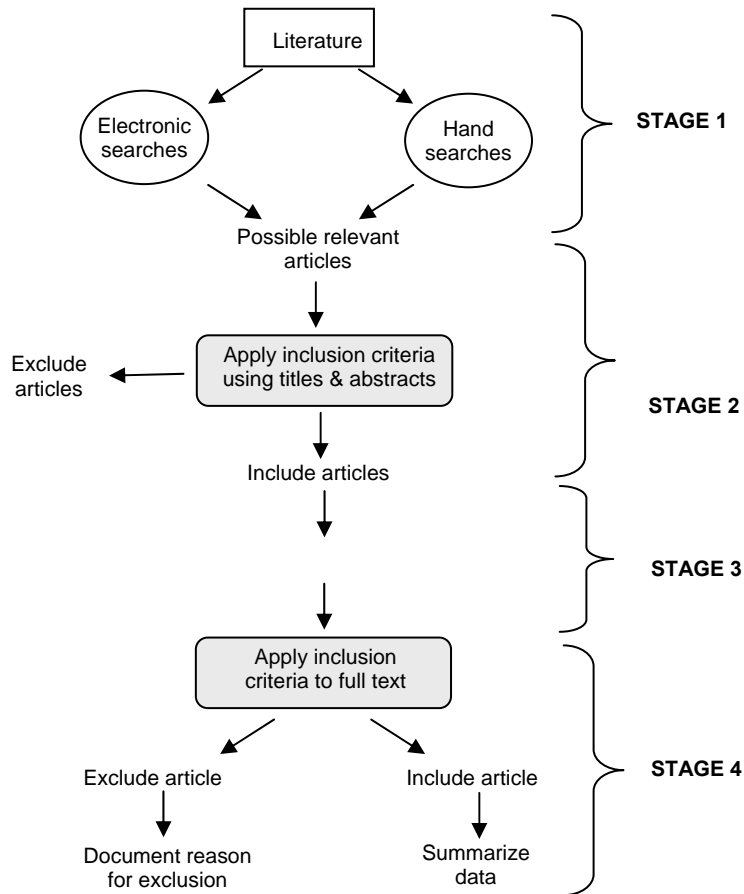 Literature
Electronic
searches
Hand
searches
STAGE 1
Possible relevant
articles
Apply inclusion criteria
using titles & abstracts
Exclude
articles
STAGE 2
Include articles
STAGE 3
Apply inclusion
criteria to full text
Exclude article
Include article
STAGE 4
Document reason
for exclusion
Summarize
data